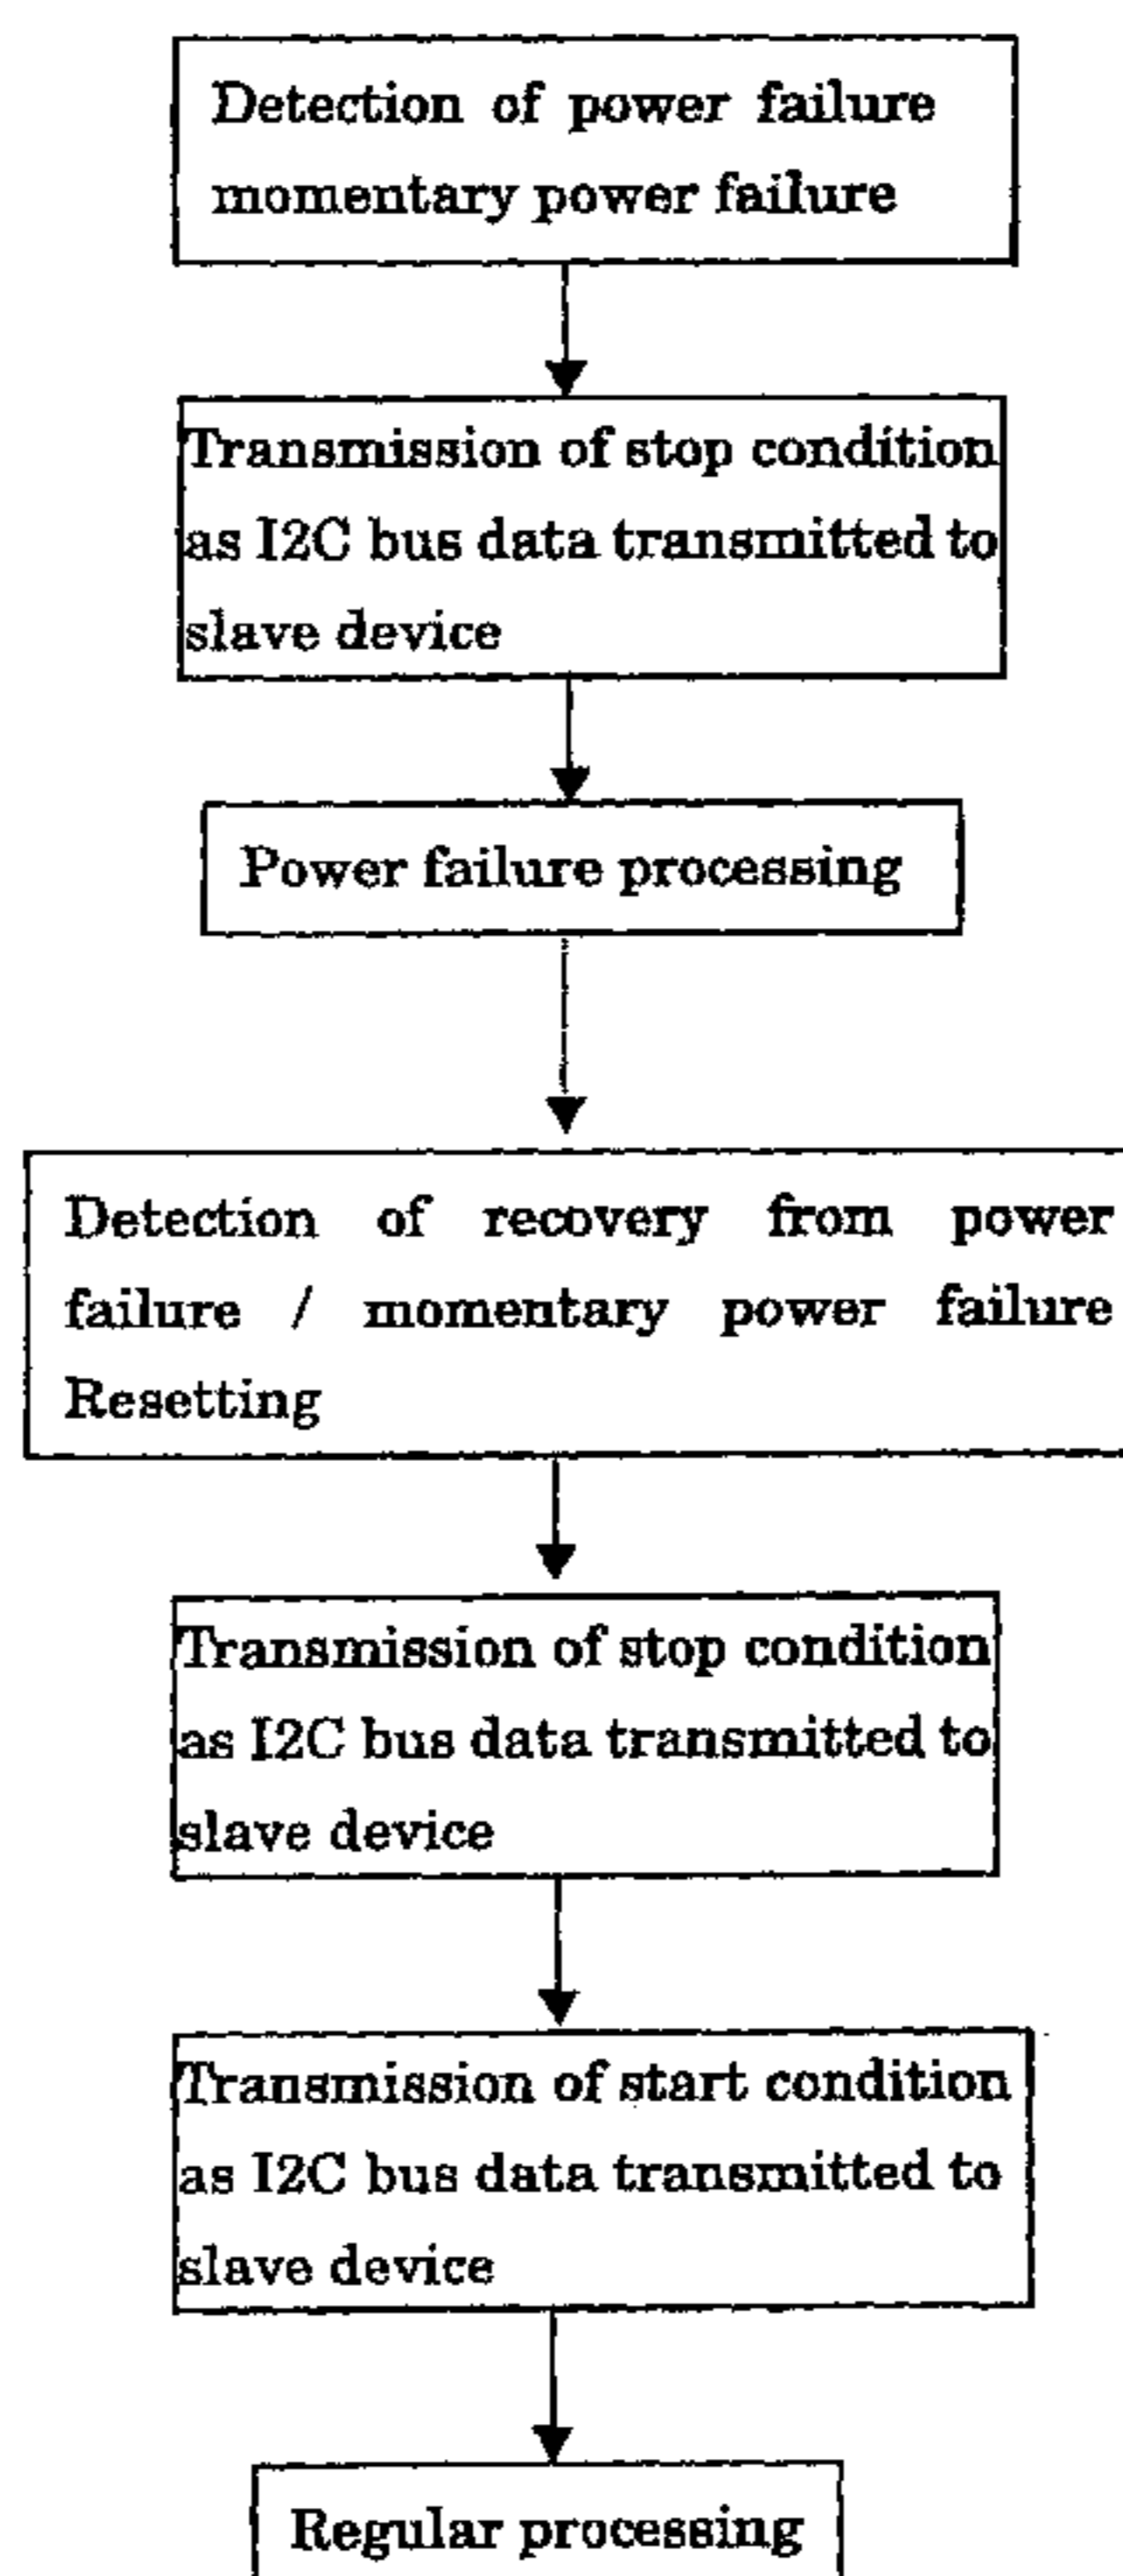 Detection of power failure
momentary power failure
Transmission of stop condition
as I2C bus data transmitted to
slave device
Power failure processing
Detection of recovery from power
failure / momentary power failure
Resetting
Transmission of stop condition
as I2C bus data transmitted to
slave device
Transmission of start condition
as I2C bus data transmitted to
slave device
Regular processing